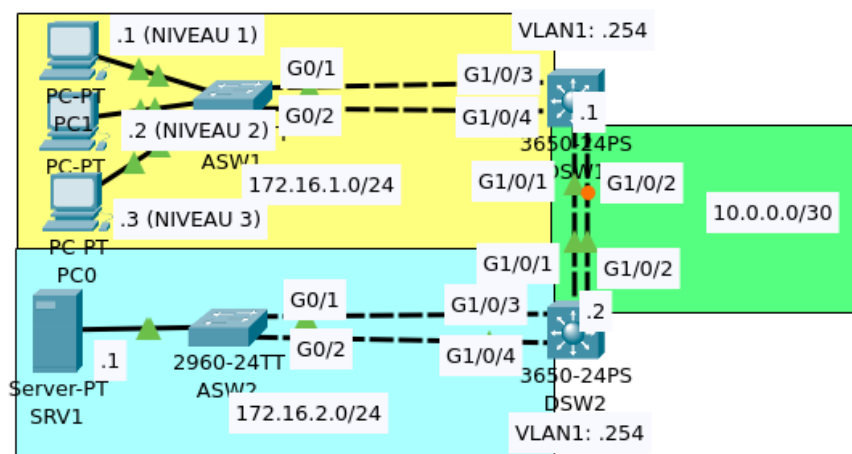 .1 (NIVEAU 1)
VLAN1: .254
G0/1
G1/0/3
PC-PT
PC1
G0/2
G1/0/4
.1
.2 (NIVEAU 2)
3650-24PS
DSW1
PC-PT
ASW1
172.16.1.0/24
G1/0/1
G1/0/2
.3 (NIVEAU 3)
10.0.0.0/30
PC PT
PC0
G1/0/1
G1/0/2
G0/1
G1/0/3
.2
.1
2960-24TT
G0/2
G1/0/4
ASW2
3650-24PS
DSW2
Server-PT
SRV1
172.16.2.0/24
VLAN1: .254